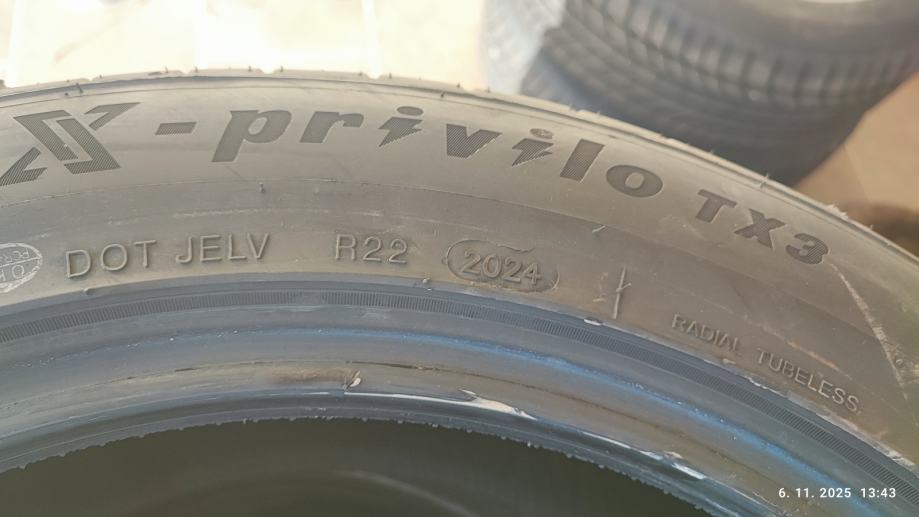 X-privilo TX3
DOT JELV R22 2024
RADIAL TUBELESS
6. 11. 2025 13:43